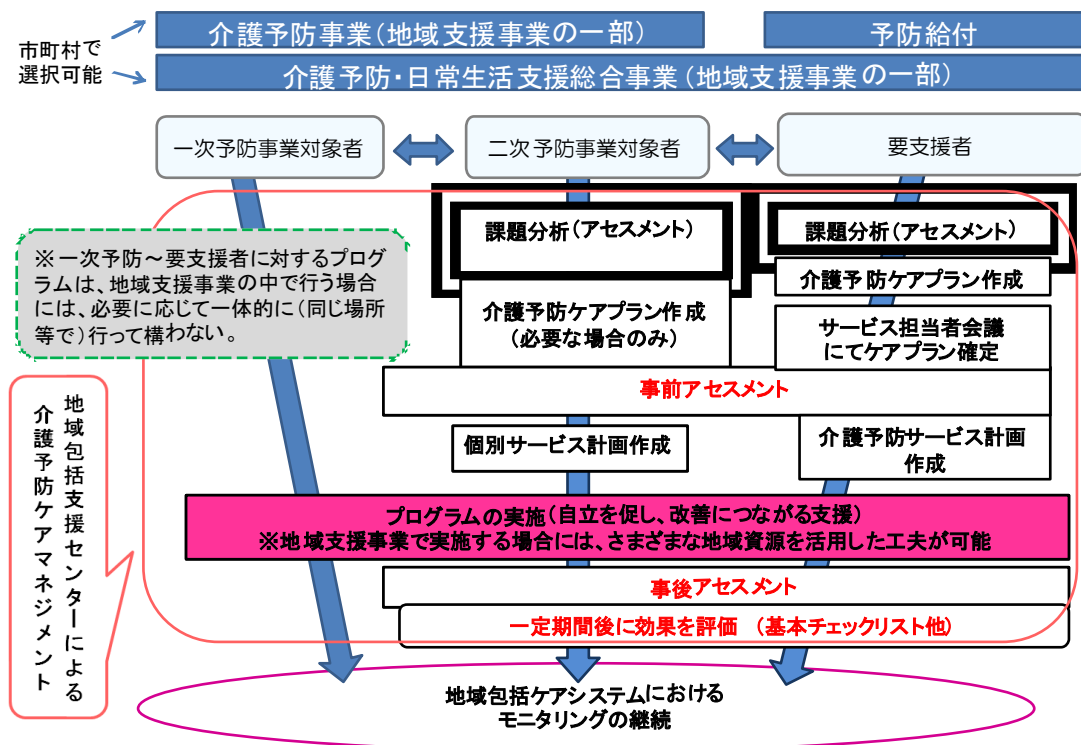 市町村で
選択可能
介護予防事業(地域支援事業の一部)
予防給付
介護予防・日常生活支援総合事業(地域支援事業の一部)
一次予防事業対象者
二次予防事業対象者
要支援者
※一次予防～要支援者に対するプログ
ラムは、地域支援事業の中で行う場合
には、必要に応じて一体的に(同じ場所
等で)行って構わない。
課題分析(アセスメント)
課題分析(アセスメント)
介護予防ケアプラン作成
(必要な場合のみ)
介護予防ケアプラン作成
サービス担当者会議
にてケアプラン確定
事前アセスメント
個別サービス計画作成
介護予防サービス計画
作成
プログラムの実施(自立を促し、改善につながる支援)
※地域支援事業で実施する場合には、さまざまな地域資源を活用した工夫が可能
事後アセスメント
一定期間後に効果を評価 (基本チェックリスト他)
地域包括支援センターによる
介護予防ケアマネジメント
地域包括ケアシステムにおける
モニタリングの継続